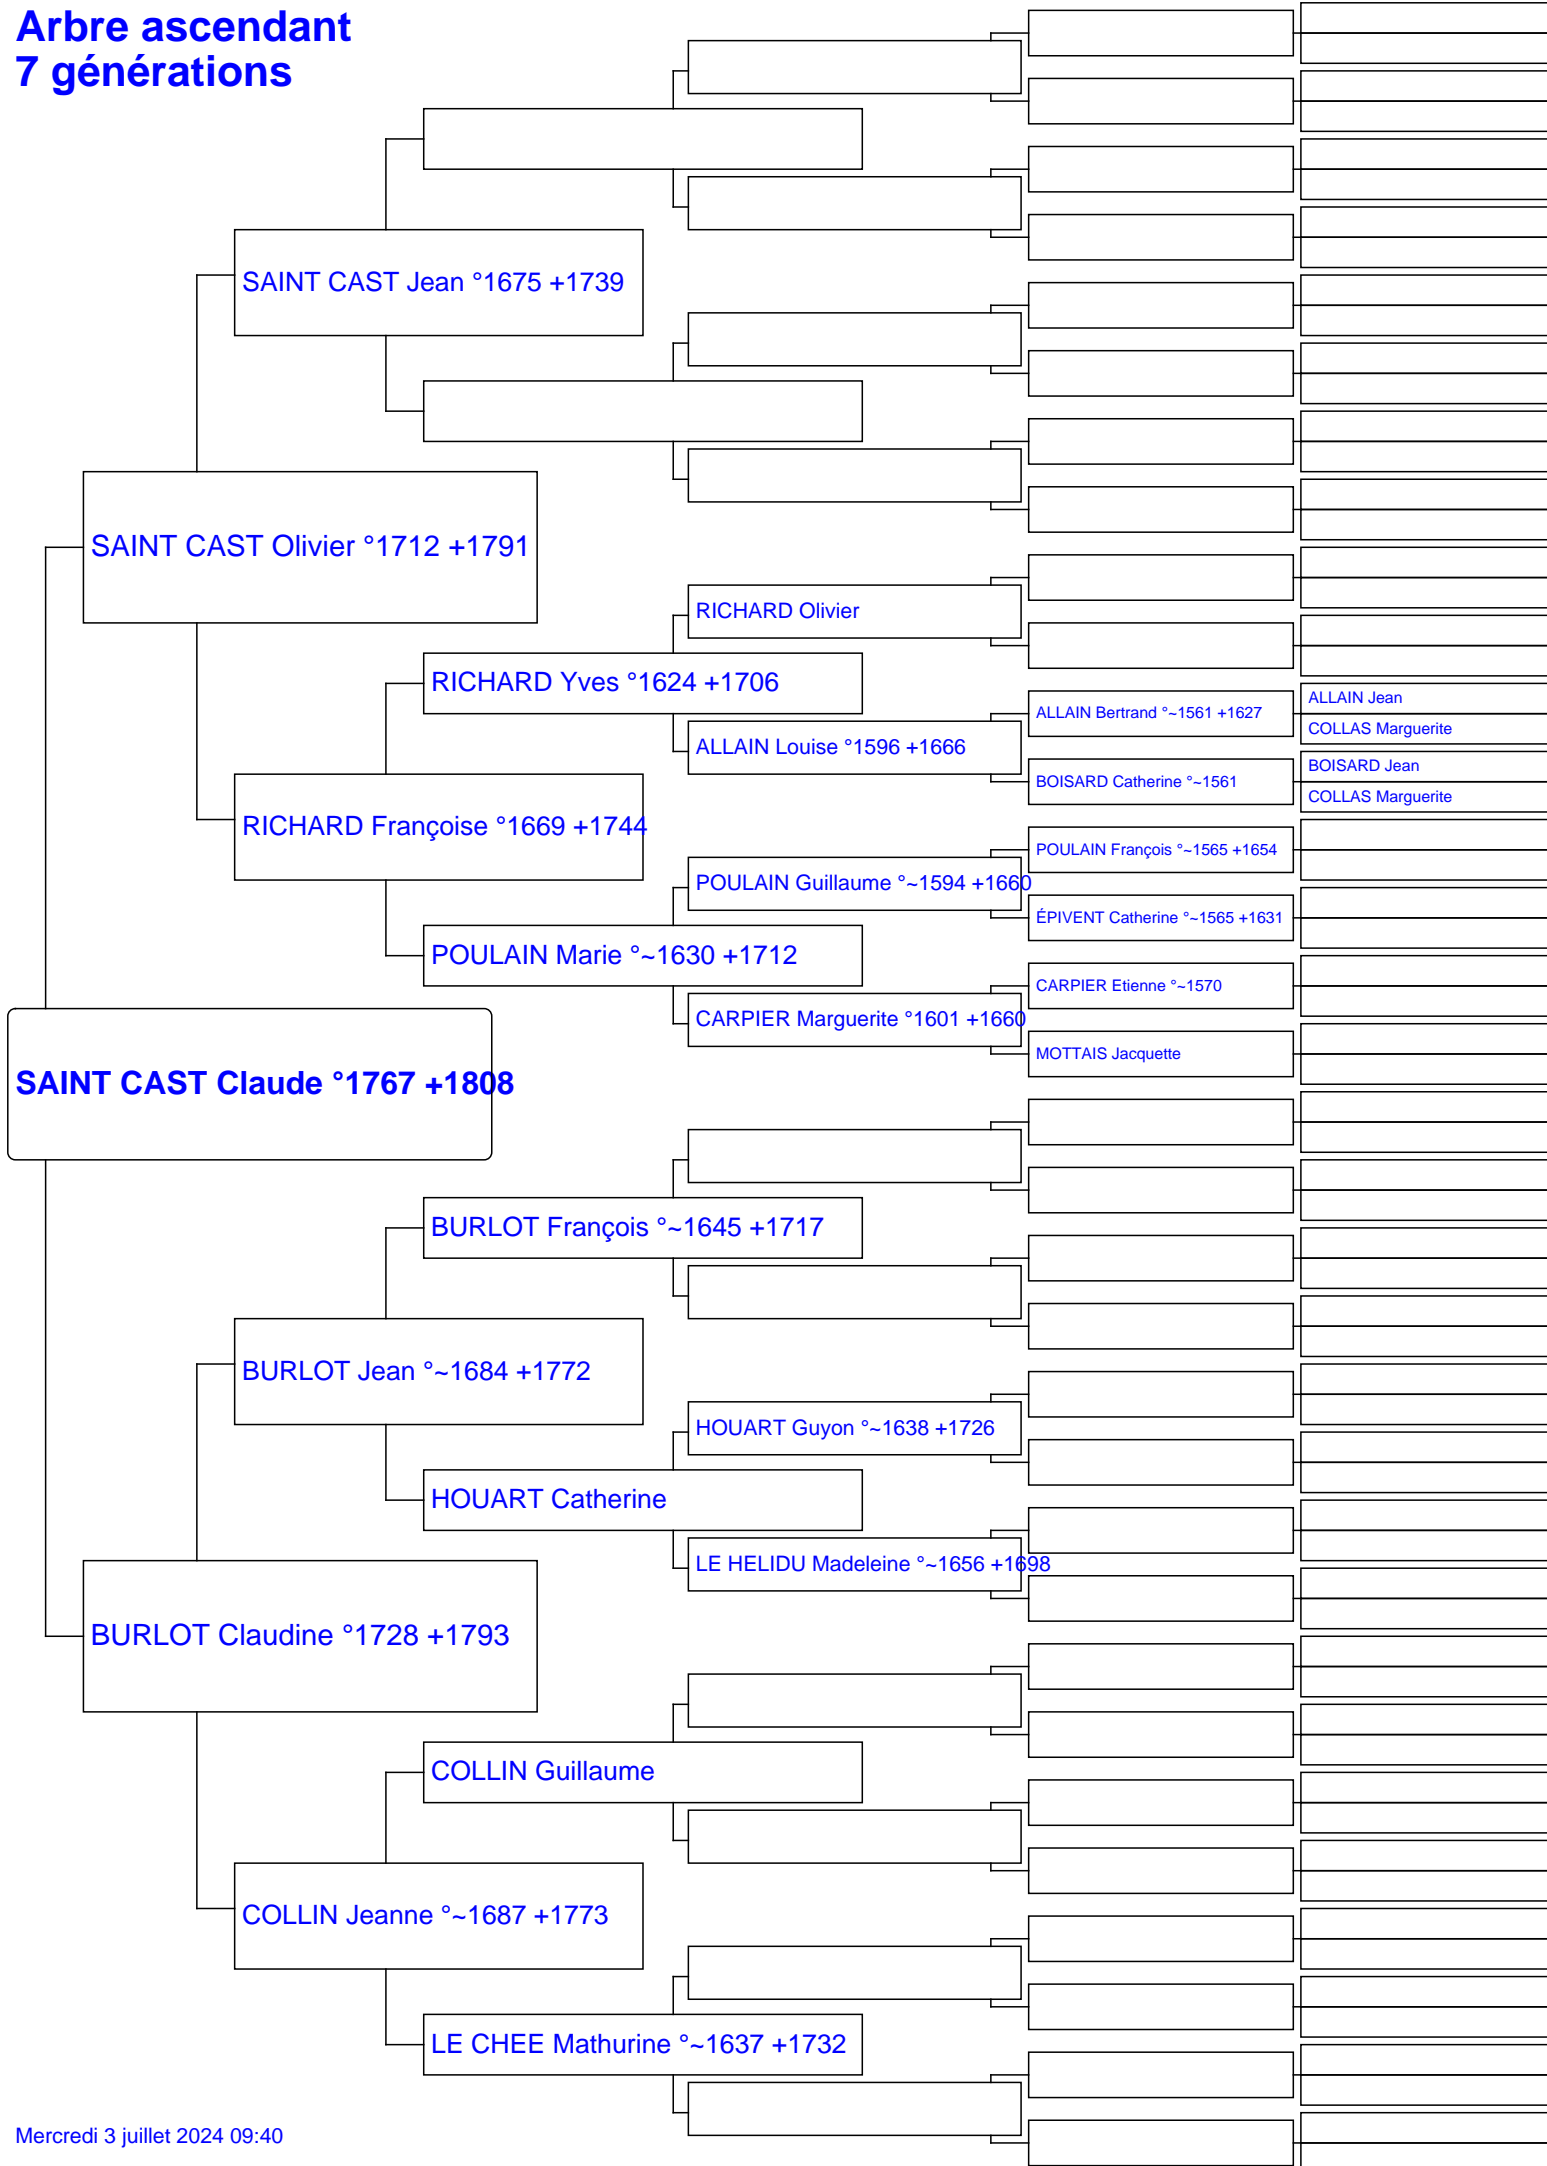 Arbre ascendant
7 générations
SAINT CAST Jean °1675 +1739
SAINT CAST Olivier °1712 +1791
RICHARD Olivier
RICHARD Yves °1624 +1706
ALLAIN Jean
ALLAIN Bertrand °~1561 +1627
COLLAS Marguerite
ALLAIN Louise °1596 +1666
BOISARD Jean
BOISARD Catherine °~1561
COLLAS Marguerite
RICHARD Françoise °1669 +1744
POULAIN François °~1565 +1654
POULAIN Guillaume °~1594 +1660
ÉPIVENT Catherine °~1565 +1631
POULAIN Marie °~1630 +1712
CARPIER Etienne °~1570
CARPIER Marguerite °1601 +1660
MOTTAIS Jacquette
SAINT CAST Claude °1767 +1808
BURLOT François °~1645 +1717
BURLOT Jean °~1684 +1772
HOUART Guyon °~1638 +1726
HOUART Catherine
LE HELIDU Madeleine °~1656 +1698
BURLOT Claudine °1728 +1793
COLLIN Guillaume
COLLIN Jeanne °~1687 +1773
LE CHEE Mathurine °~1637 +1732
Mercredi 3 juillet 2024 09:40